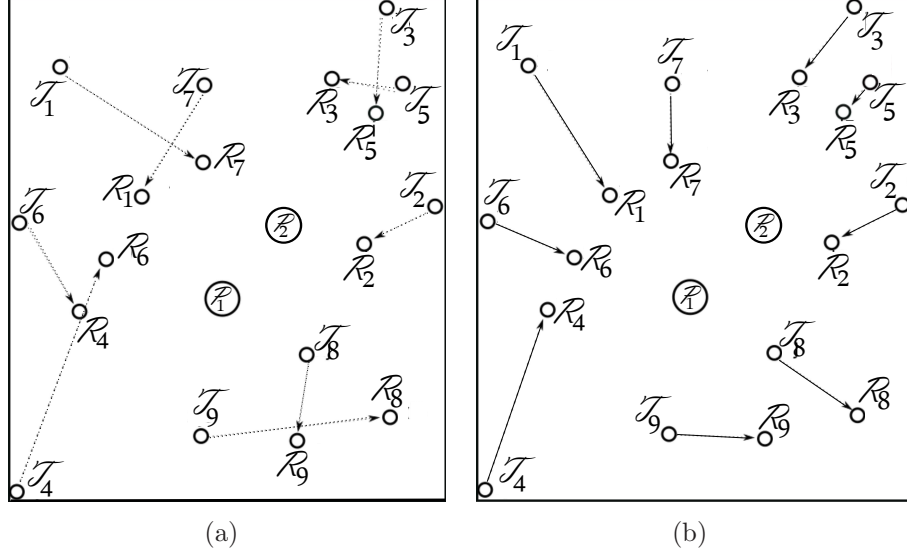 𝒯3
𝒯1
𝒯7
ℛ3
𝒯5
ℛ5
ℛ7
ℛ1
𝒯2
𝒯6
𝒫2
ℛ6
ℛ2
𝒫1
ℛ4
𝒯8
ℛ8
𝒯9
ℛ9
𝒯4
(a)
𝒯3
𝒯1
𝒯7
ℛ3
𝒯5
ℛ5
ℛ7
𝒯2
ℛ1
𝒯6
𝒫2
ℛ6
ℛ2
𝒫1
ℛ4
𝒯8
ℛ8
𝒯9
ℛ9
𝒯4
(b)